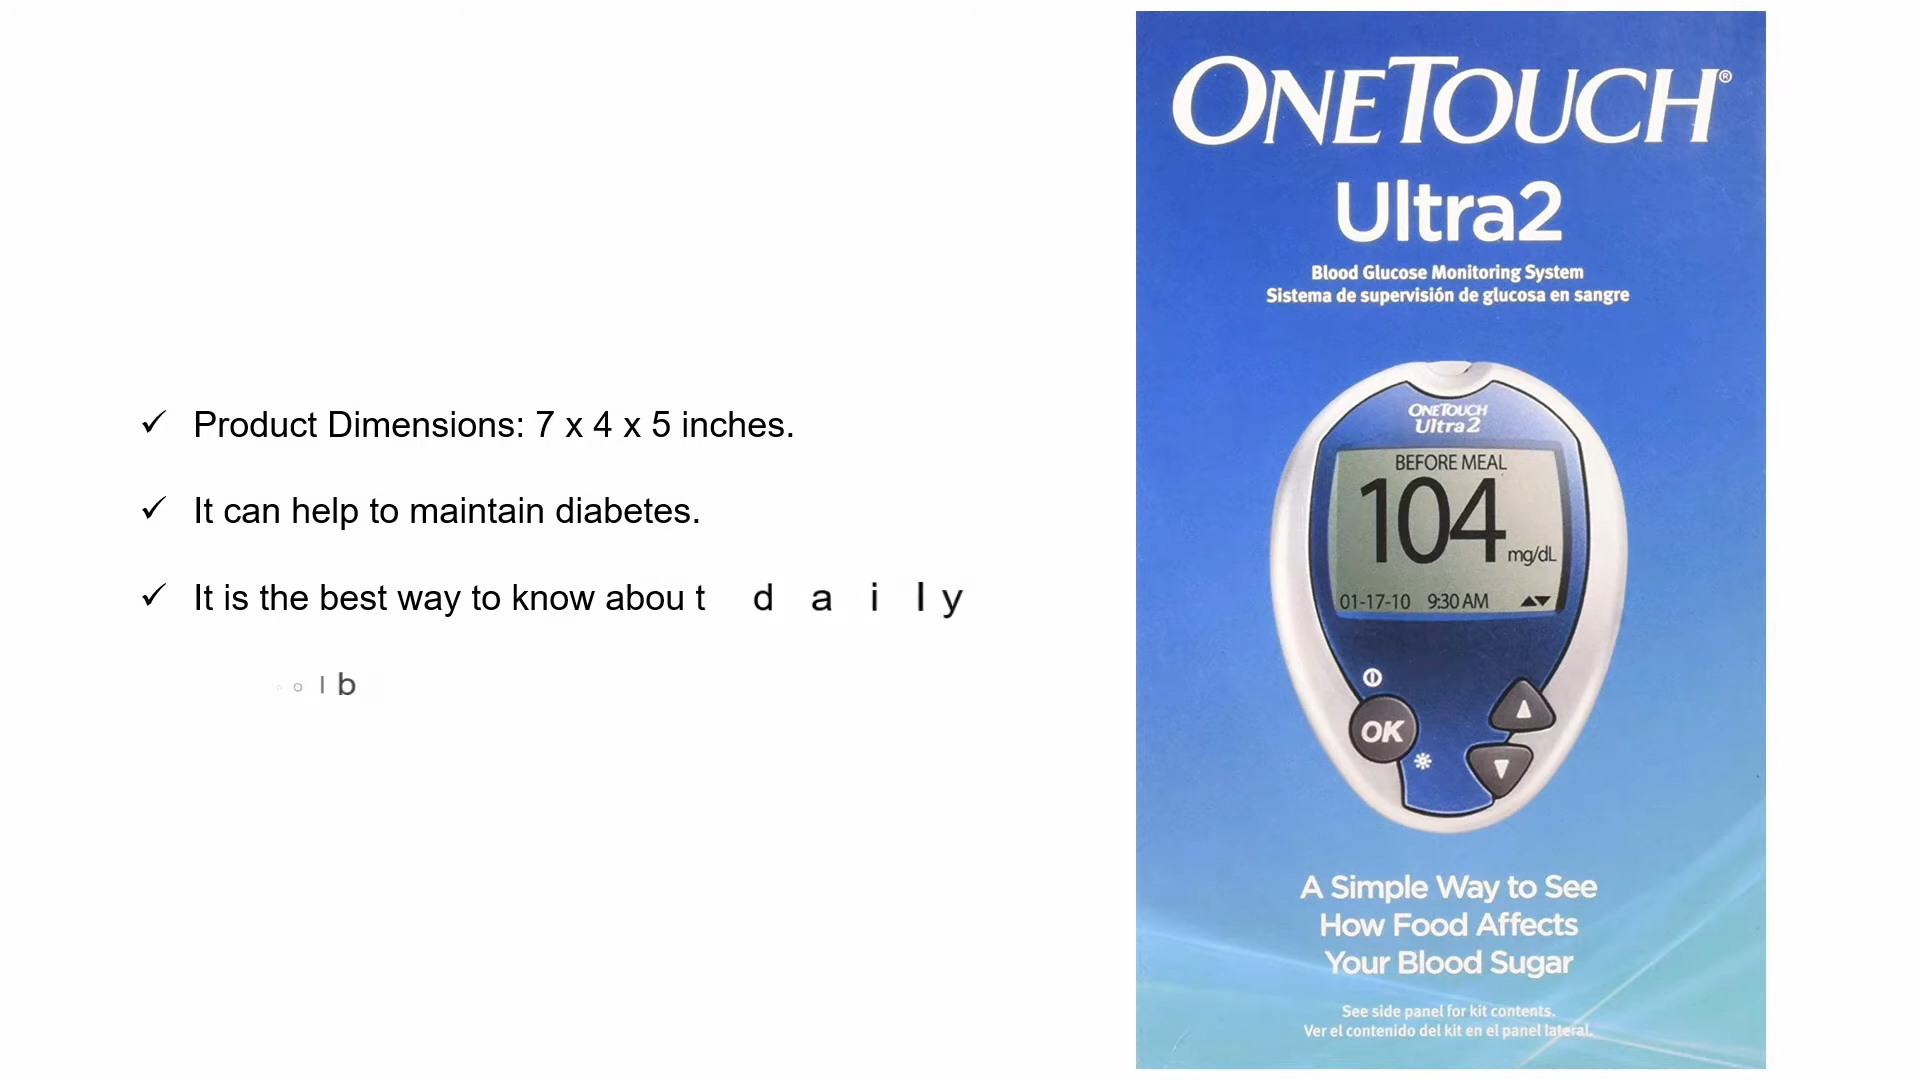 ✓ Product Dimensions: 7 x 4 x 5 inches.
✓ It can help to maintain diabetes.
✓ It is the best way to know about daily
ONETOUCH®
Ultra2
Blood Glucose Monitoring System
Sistema de supervisión de glucosa en sangre
ONETOUCH
Ultra2
BEFORE MEAL
104 mg/dL
01-17-10 9:30 AM
OK
A Simple Way to See
How Food Affects
Your Blood Sugar
See side panel for kit contents.
Ver el contenido del kit en el panel lateral.